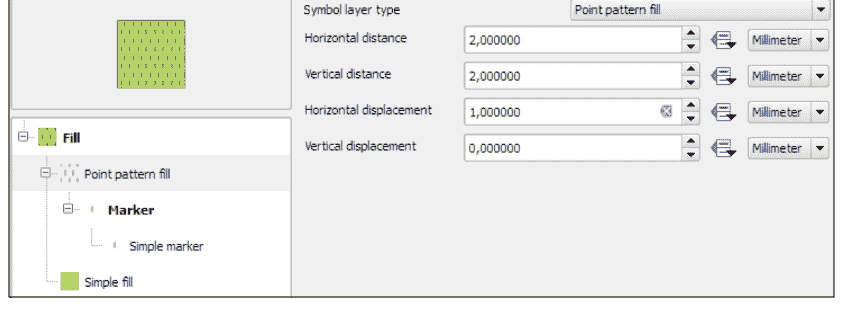 Symbol layer type Point pattern fill
Horizontal distance 2,000000 Millimeter
Vertical distance 2,000000 Millimeter
Horizontal displacement 1,000000 Millimeter
Vertical displacement 0,000000 Millimeter
Fill
Point pattern fill
Marker
Simple marker
Simple fill